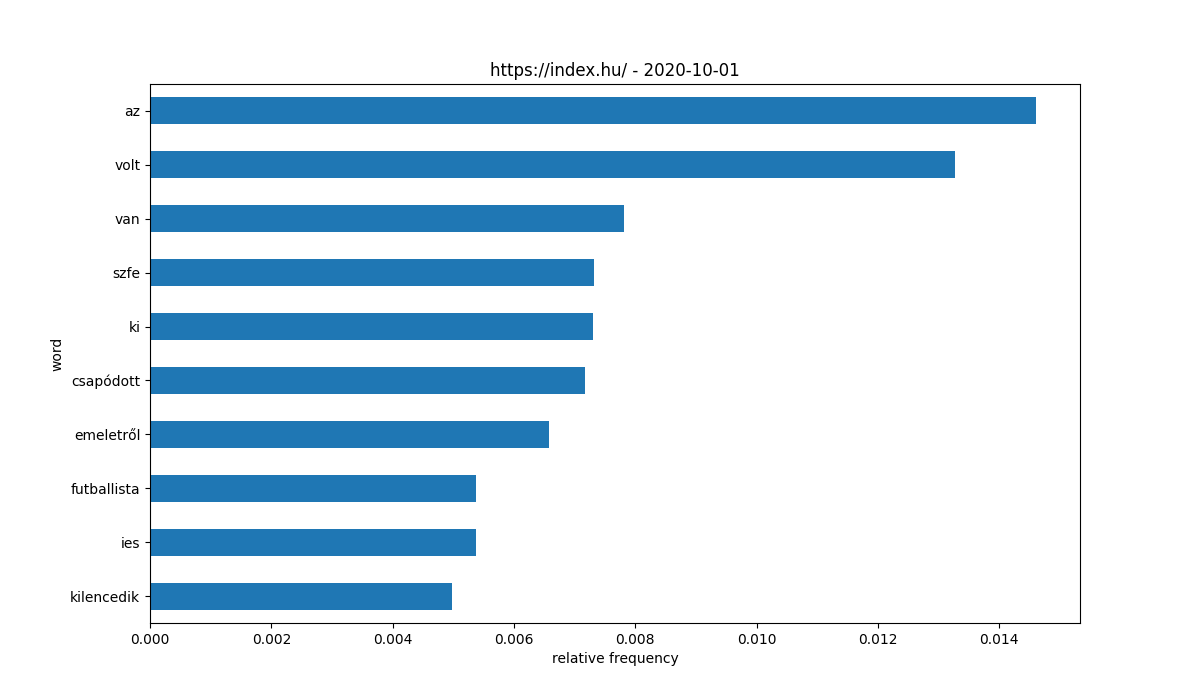 https://index.hu/ - 2020-10-01
az
volt
van
szfe
ki
csapódott
emeletről
futballista
ies
kilencedik
word
0.000 0.002 0.004 0.006 0.008 0.010 0.012 0.014
relative frequency